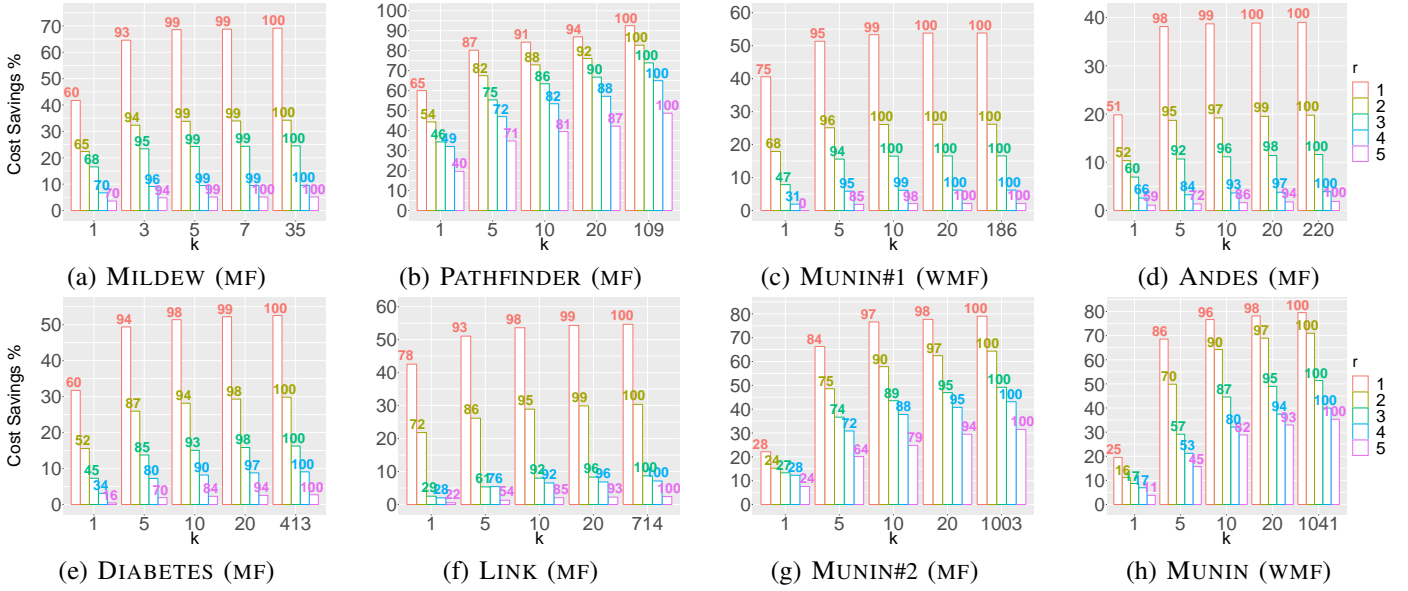 Cost Savings %
70
60
50
40
30
20
10
0
60 65 68 70 70
93 94 95 96 94
99 99 99 99 99
99 99 99 99 100
100 100 100 100 100
1 3 5 7 35
k
(a) MILDEW (MF)
100
90
80
70
60
50
40
30
20
10
0
65 54 46 49 40
87 82 75 72 71
91 88 86 82 81
94 92 90 88 87
100 100 100 100 100
1 5 10 20 109
k
(b) PATHFINDER (MF)
60
50
40
30
20
10
0
75 68 47 31 0
95 96 94 95 85
99 100 100 99 98
100 100 100 100 100
100 100 100 100 100
1 5 10 20 186
k
(c) MUNIN#1 (WMF)
40
30
20
10
0
51 52 60 66 59
98 95 92 84 72
99 97 96 93 86
100 99 98 97 94
100 100 100 100 100
1 5 10 20 220
k
(d) ANDES (MF)
r
1
2
3
4
5
Cost Savings %
50
40
30
20
10
0
60 52 45 34 16
94 87 85 80 70
98 94 93 90 84
99 98 98 97 94
100 100 100 100 100
1 5 10 20 413
k
(e) DIABETES (MF)
60
50
40
30
20
10
0
78 72 29 28 22
93 86 61 76 54
98 95 92 92 85
99 99 96 96 93
100 100 100 100 100
1 5 10 20 714
k
(f) LINK (MF)
80
70
60
50
40
30
20
10
0
28 24 27 28 24
84 75 74 72 64
97 90 89 88 79
98 97 95 95 94
100 100 100 100 100
1 5 10 20 1003
k
(g) MUNIN#2 (MF)
80
70
60
50
40
30
20
10
0
25 16 17 17 11
86 70 57 53 45
96 90 87 80 82
98 97 95 94 93
100 100 100 100 100
1 5 10 20 1041
k
(h) MUNIN (WMF)
r
1
2
3
4
5